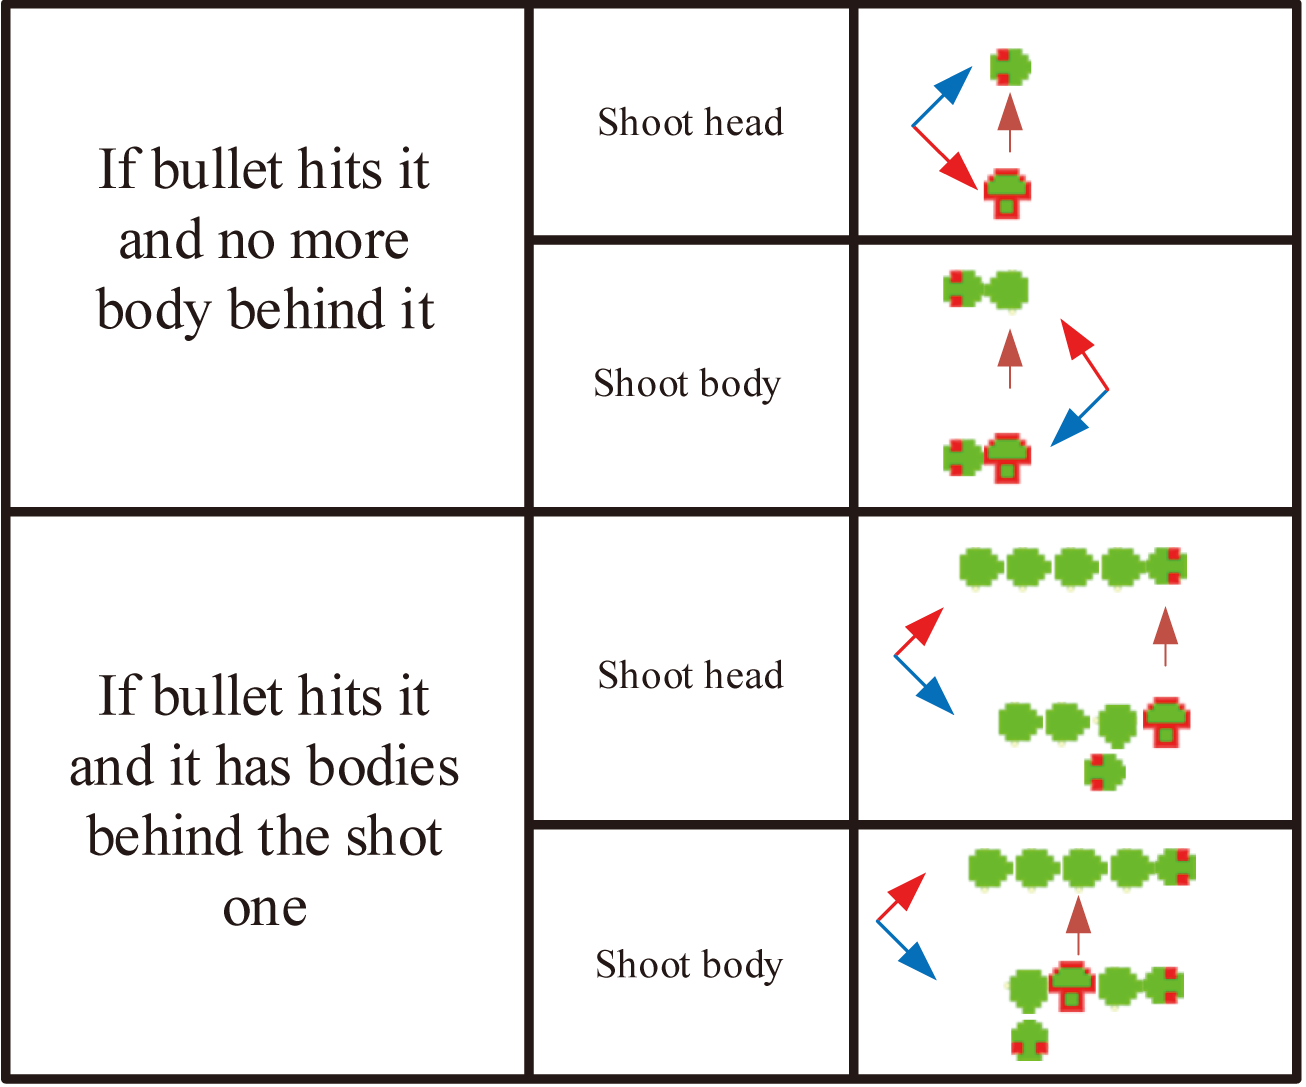 If bullet hits it
and no more
body behind it
Shoot head
Shoot body
If bullet hits it
and it has bodies
behind the shot
one
Shoot head
Shoot body